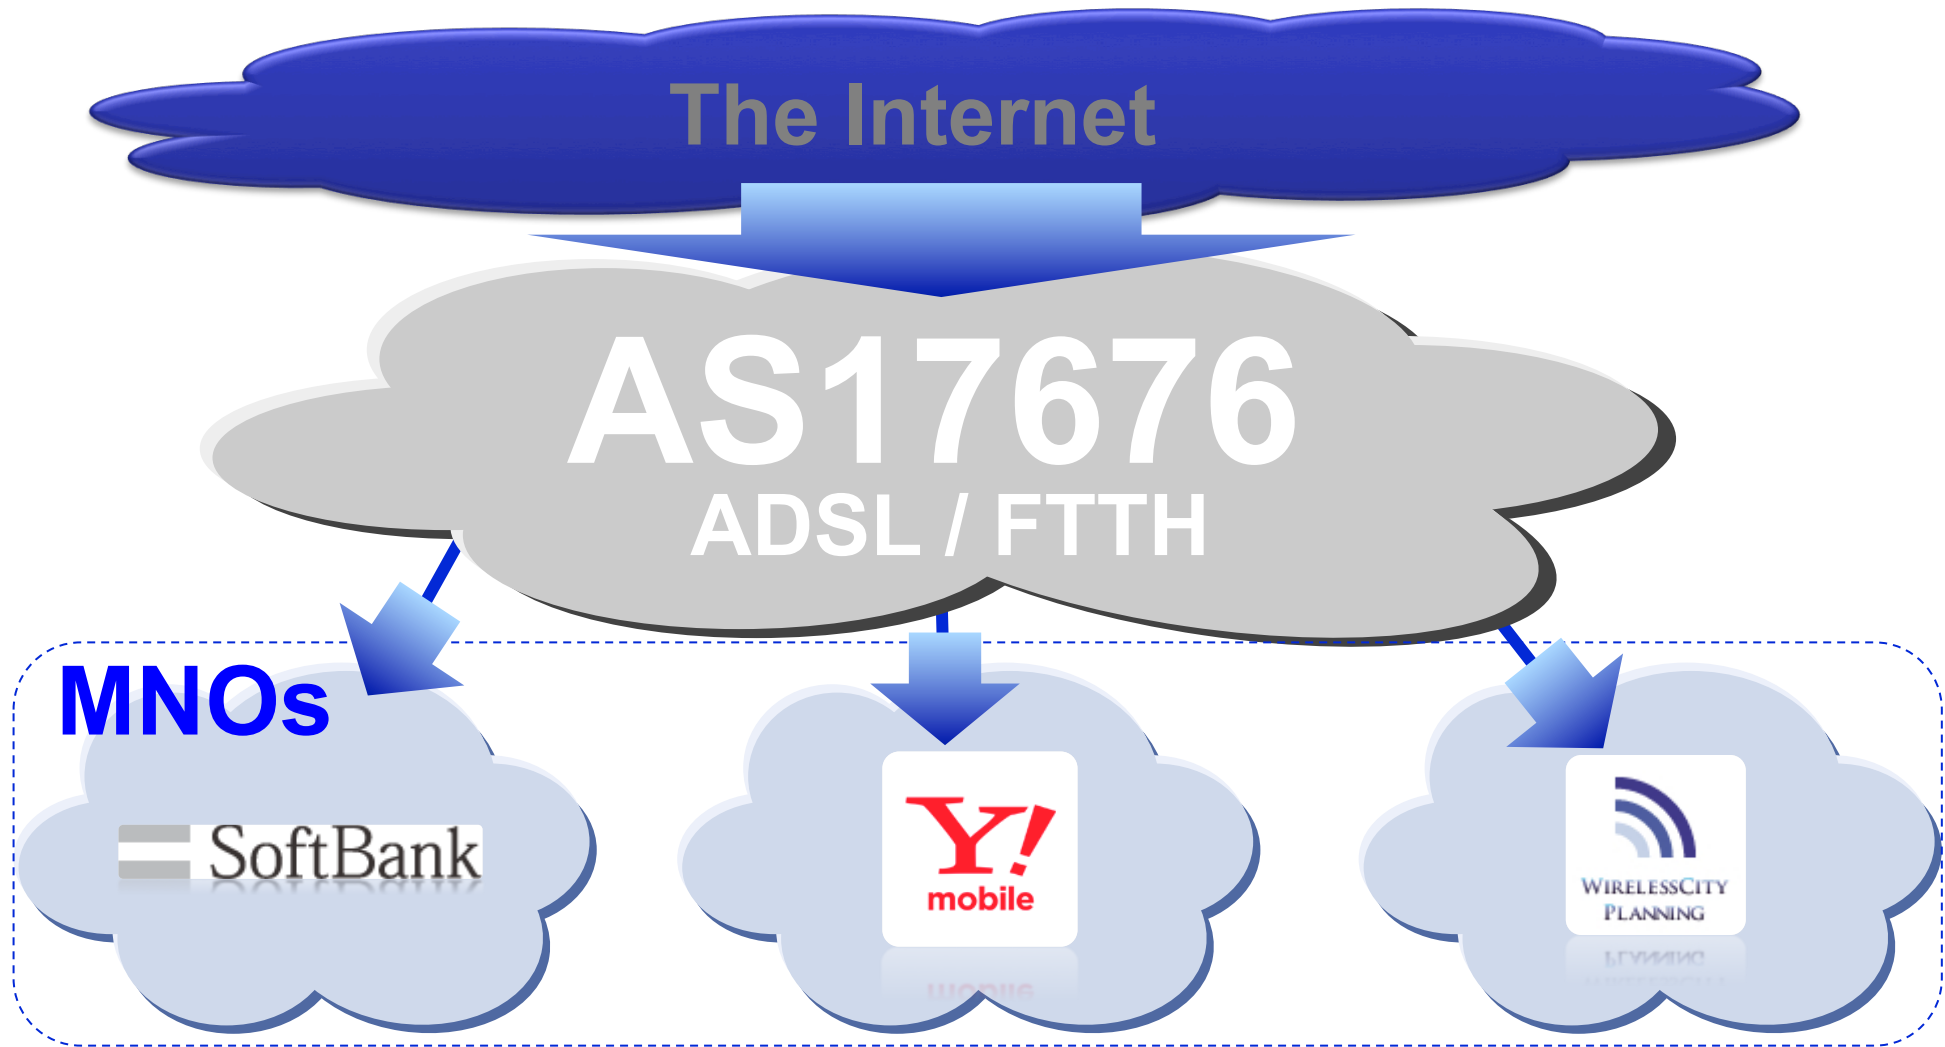 The Internet
AS17676
ADSL / FTTH
MNOs
SoftBank
Y!
mobile
WIRELESSCITY
PLANNING